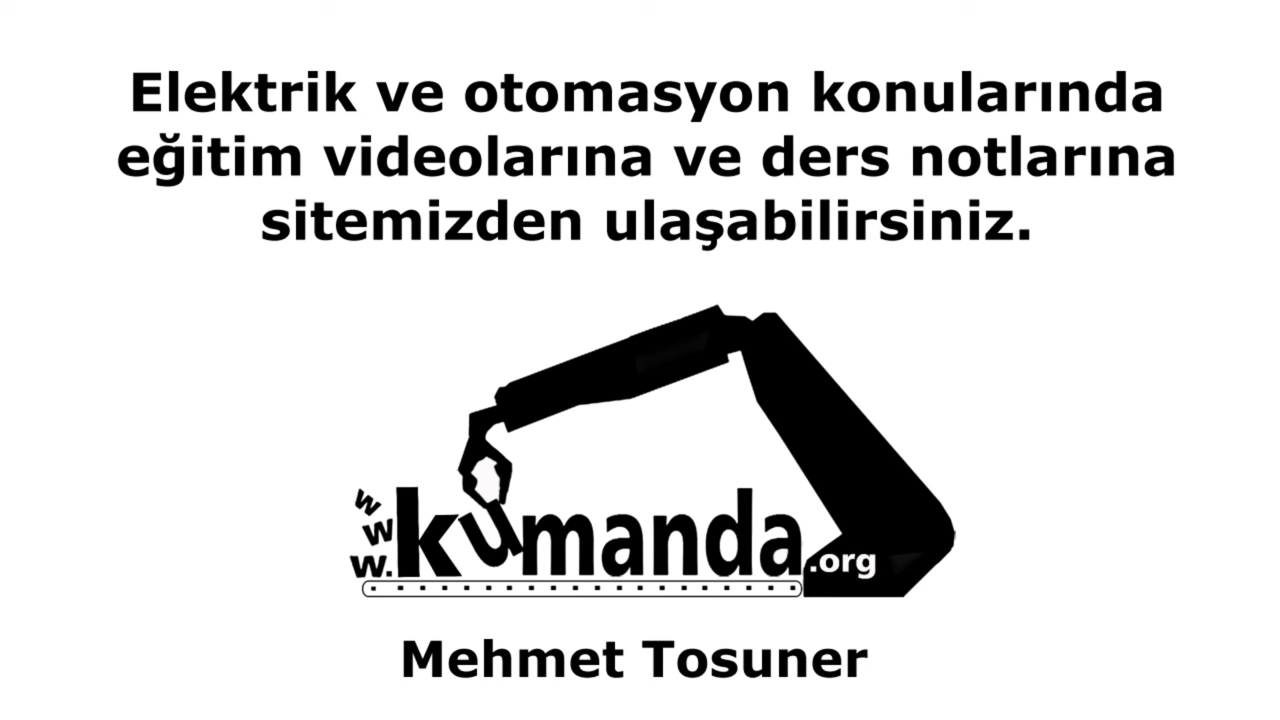 Elektrik ve otomasyon konularında
eğitim videolarına ve ders notlarına
sitemizden ulaşabilirsiniz.
www.kumanda.org
Mehmet Tosuner